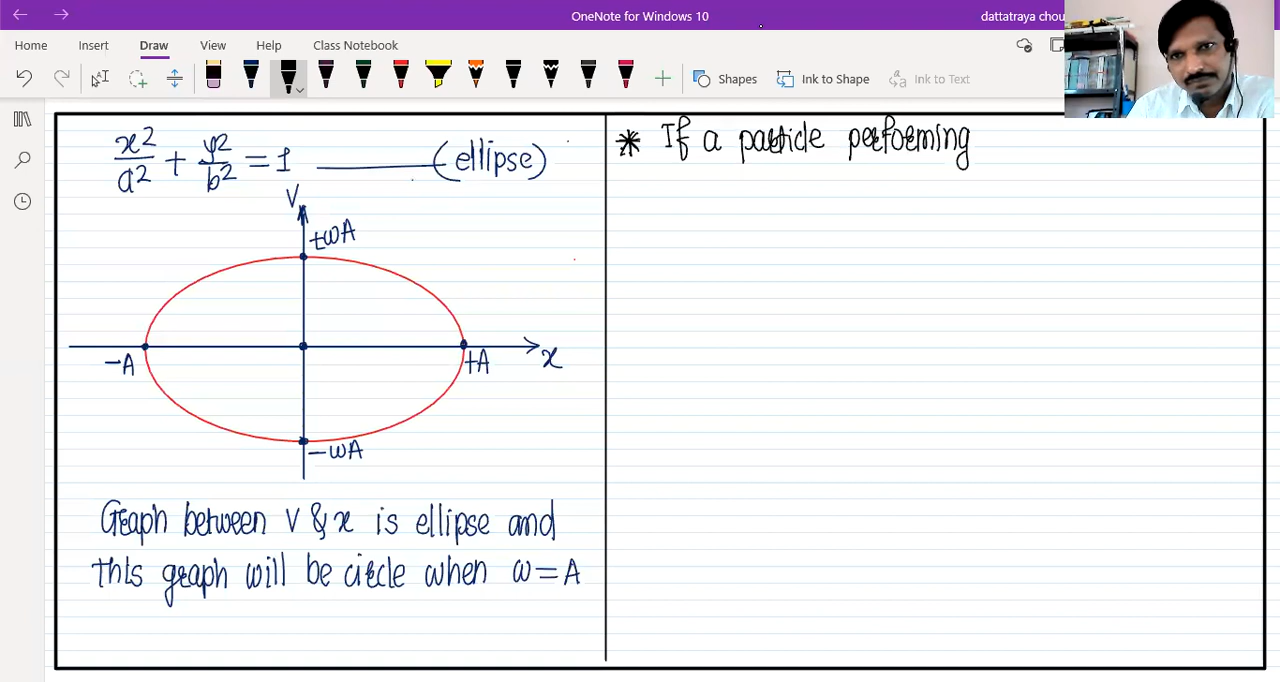 OneNote for Windows 10
dattatraya chou
Home Insert Draw View Help Class Notebook
Shapes Ink to Shape Ink to Text
x²/a² + y²/b² = 1 (ellipse)
V
+ωA
-A +A x
-ωA
Graph between V & x is ellipse and
this graph will be circle when ω = A
* If a particle performing